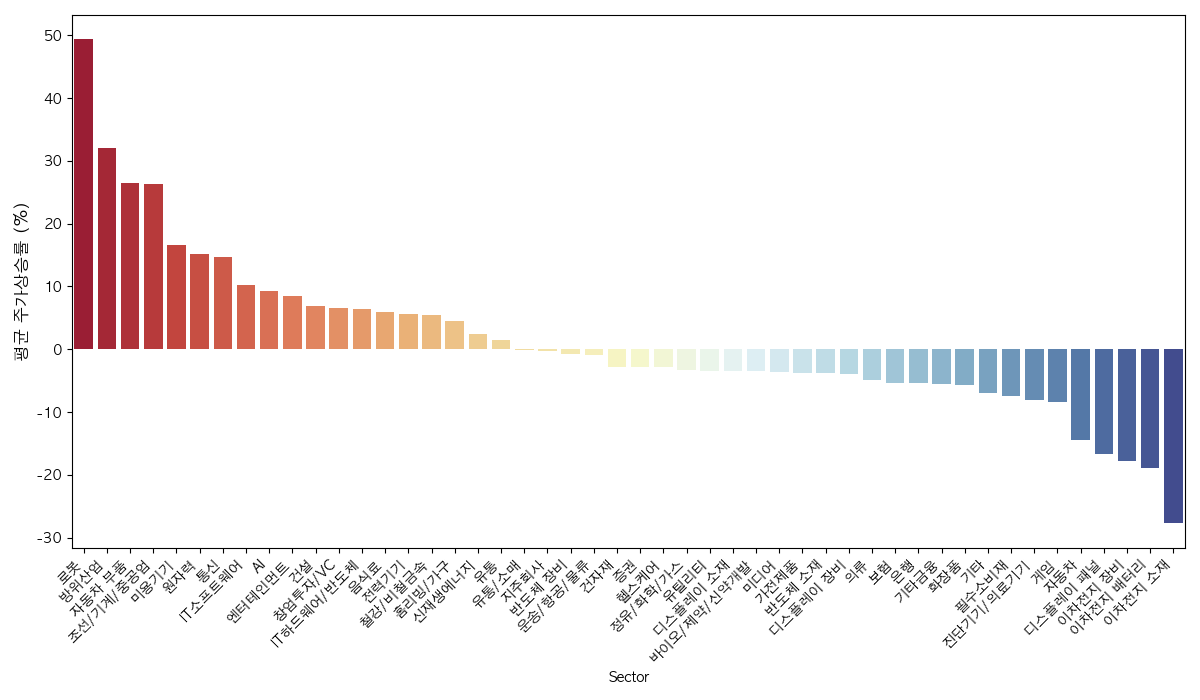 평균 주가상승률 (%)
50
40
30
20
10
0
-10
-20
-30
로봇
방위산업
자동차 부품
조선/기계/중공업
미용기기
원자력
통신
IT소프트웨어
AI
엔터테인먼트
건설
창업투자/VC
IT하드웨어/반도체
음식료
전력기기
철강/비철금속
홈리빙/가구
신재생에너지
유통
유통/소매
지주회사
반도체 장비
운송/항공/물류
건자재
증권
헬스케어
정유/화학/가스
유틸리티
디스플레이 소재
바이오/제약/신약개발
미디어
가전제품
반도체 소재
디스플레이 장비
의류
보험
은행
기타금융
화장품
기타
필수소비재
진단기기/의료기기
게임
자동차
디스플레이 패널
이차전지 장비
이차전지 배터리
이차전지 소재
Sector